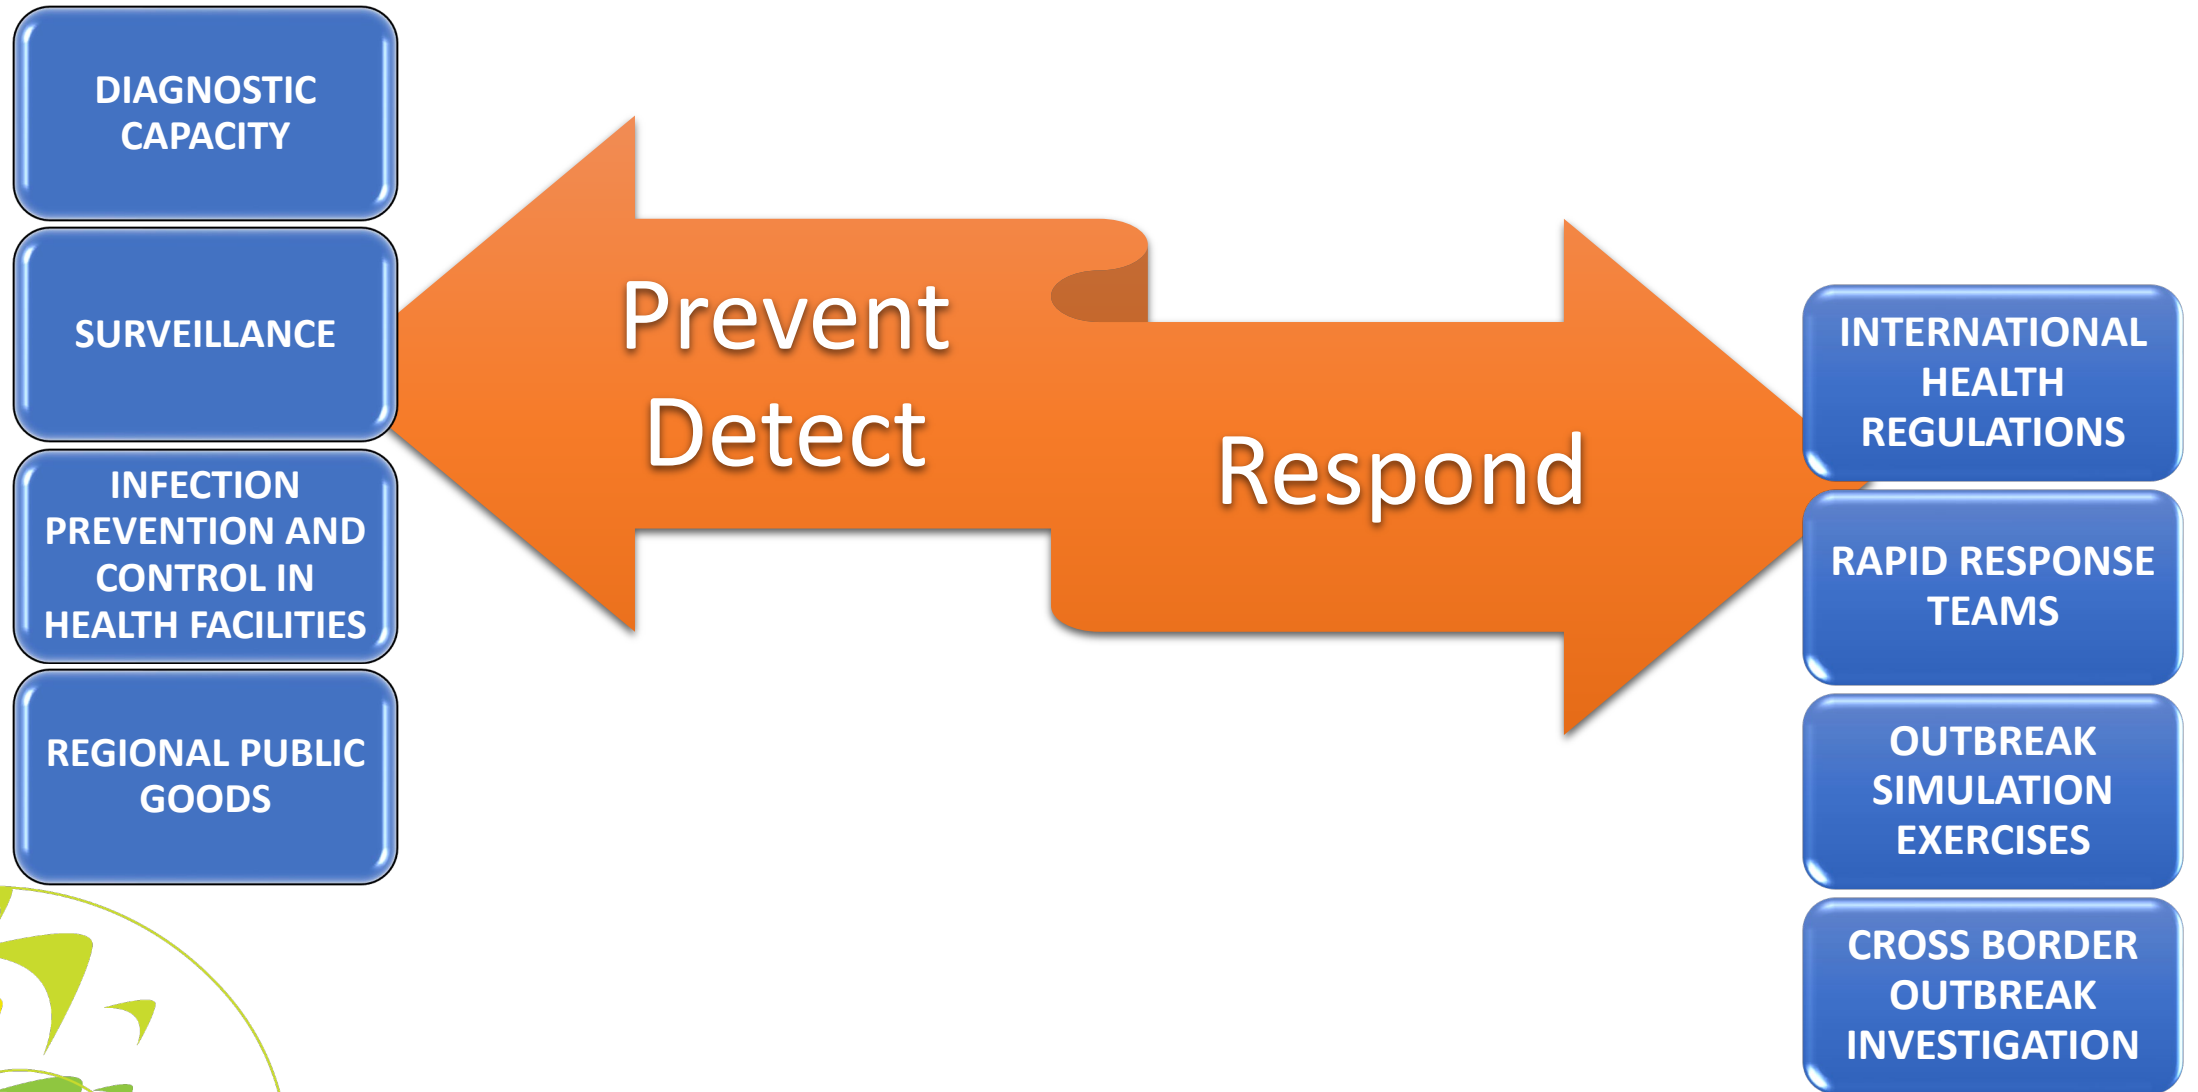 DIAGNOSTIC
CAPACITY
SURVEILLANCE
INFECTION
PREVENTION AND
CONTROL IN
HEALTH FACILITIES
REGIONAL PUBLIC
GOODS
Prevent
Detect
Respond
INTERNATIONAL
HEALTH
REGULATIONS
RAPID RESPONSE
TEAMS
OUTBREAK
SIMULATION
EXERCISES
CROSS BORDER
OUTBREAK
INVESTIGATION